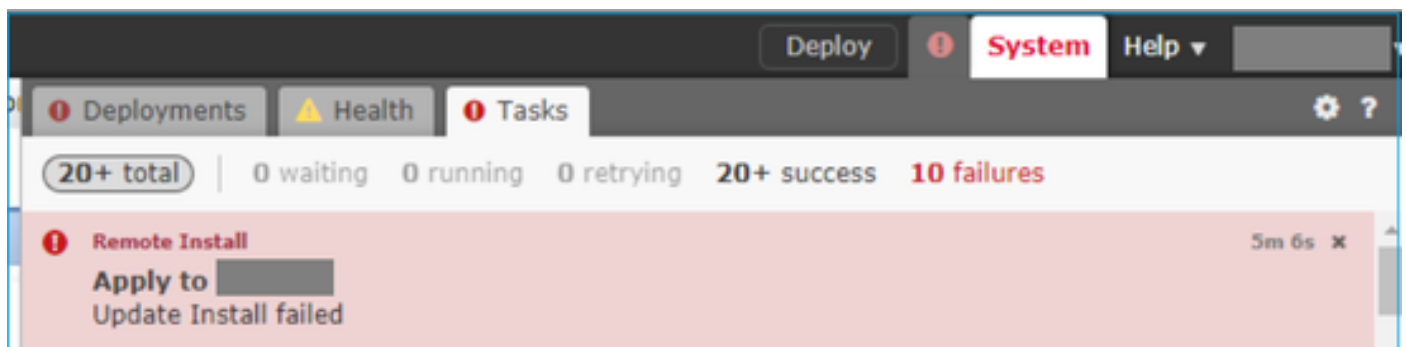 Deploy System Help
Deployments Health Tasks ?
20+ total 0 waiting 0 running 0 retrying 20+ success 10 failures
Remote Install 5m 6s
Apply to
Update Install failed